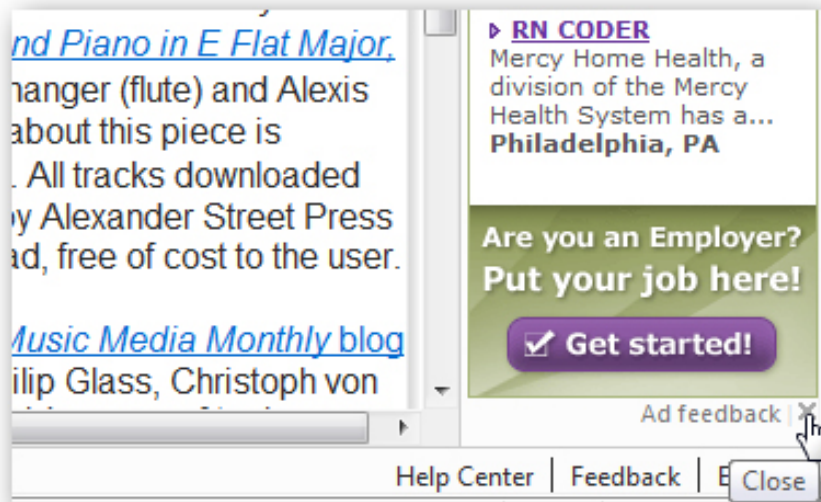 nd Piano in E Flat Major,
hanger (flute) and Alexis
about this piece is
. All tracks downloaded
by Alexander Street Press
ad, free of cost to the user.
Music Media Monthly blog
ilip Glass, Christoph von
RN CODER
Mercy Home Health, a
division of the Mercy
Health System has a...
Philadelphia, PA
Are you an Employer?
Put your job here!
Get started!
Ad feedback |
Help Center | Feedback |
Close